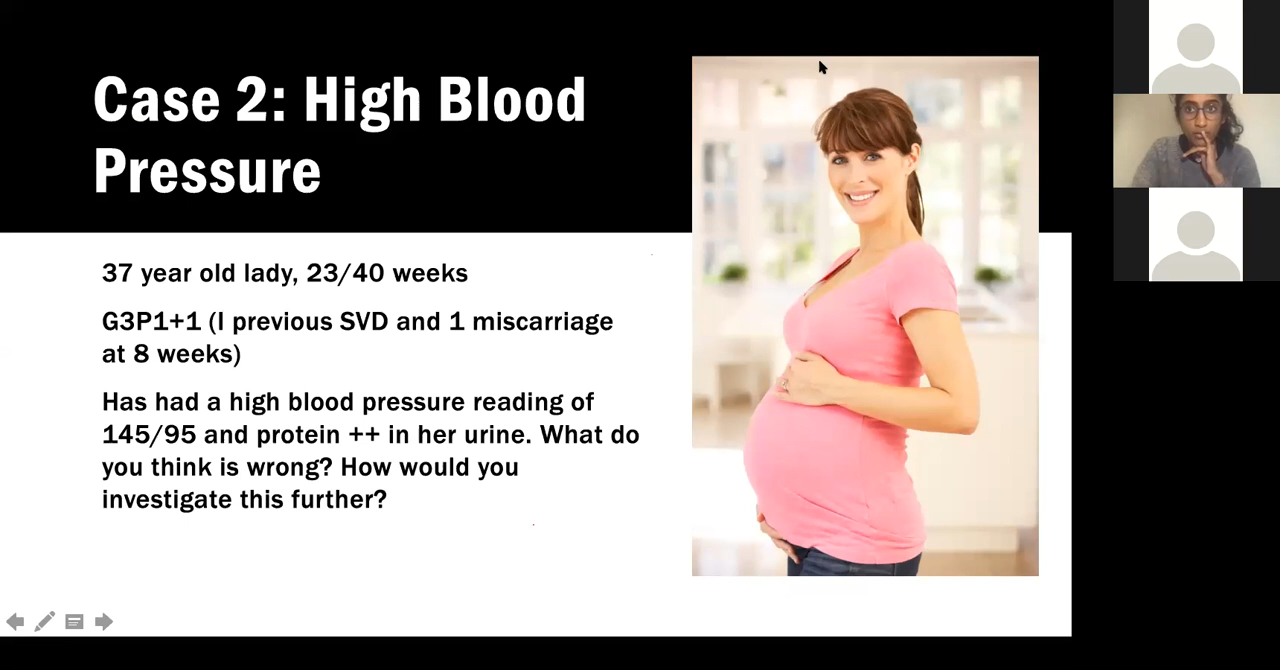 Case 2: High Blood
Pressure
37 year old lady, 23/40 weeks
G3P1+1 (I previous SVD and 1 miscarriage
at 8 weeks)
Has had a high blood pressure reading of
145/95 and protein ++ in her urine. What do
you think is wrong? How would you
investigate this further?